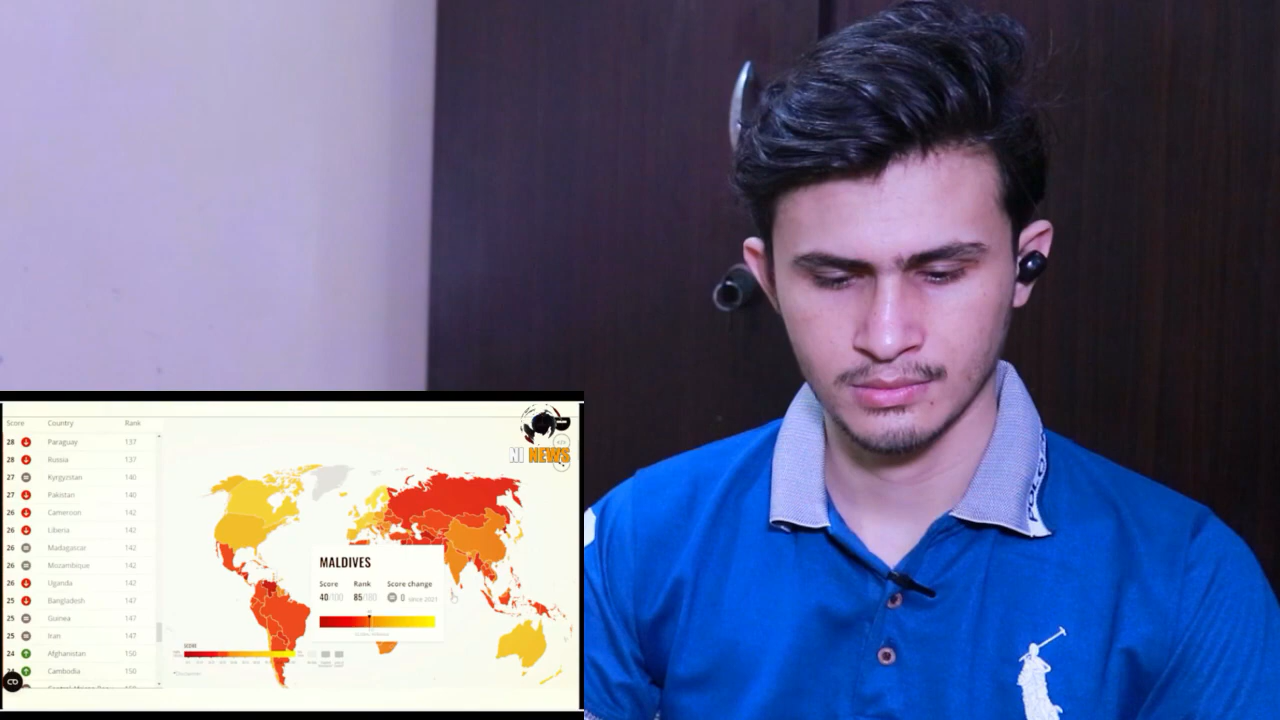 Score Country Rank
28 Paraguay 137
28 Russia 137
27 Kyrgyzstan 140
27 Pakistan 140
26 Cameroon 142
26 Liberia 142
26 Madagascar 142
26 Mozambique 142
26 Uganda 142
25 Bangladesh 147
25 Guinea 147
25 Iran 147
24 Afghanistan 150
24 Cambodia 150
NI NEWS
MALDIVES
Score Rank Score change
40/100 85/180 0 since 2021
SCORE
POLO